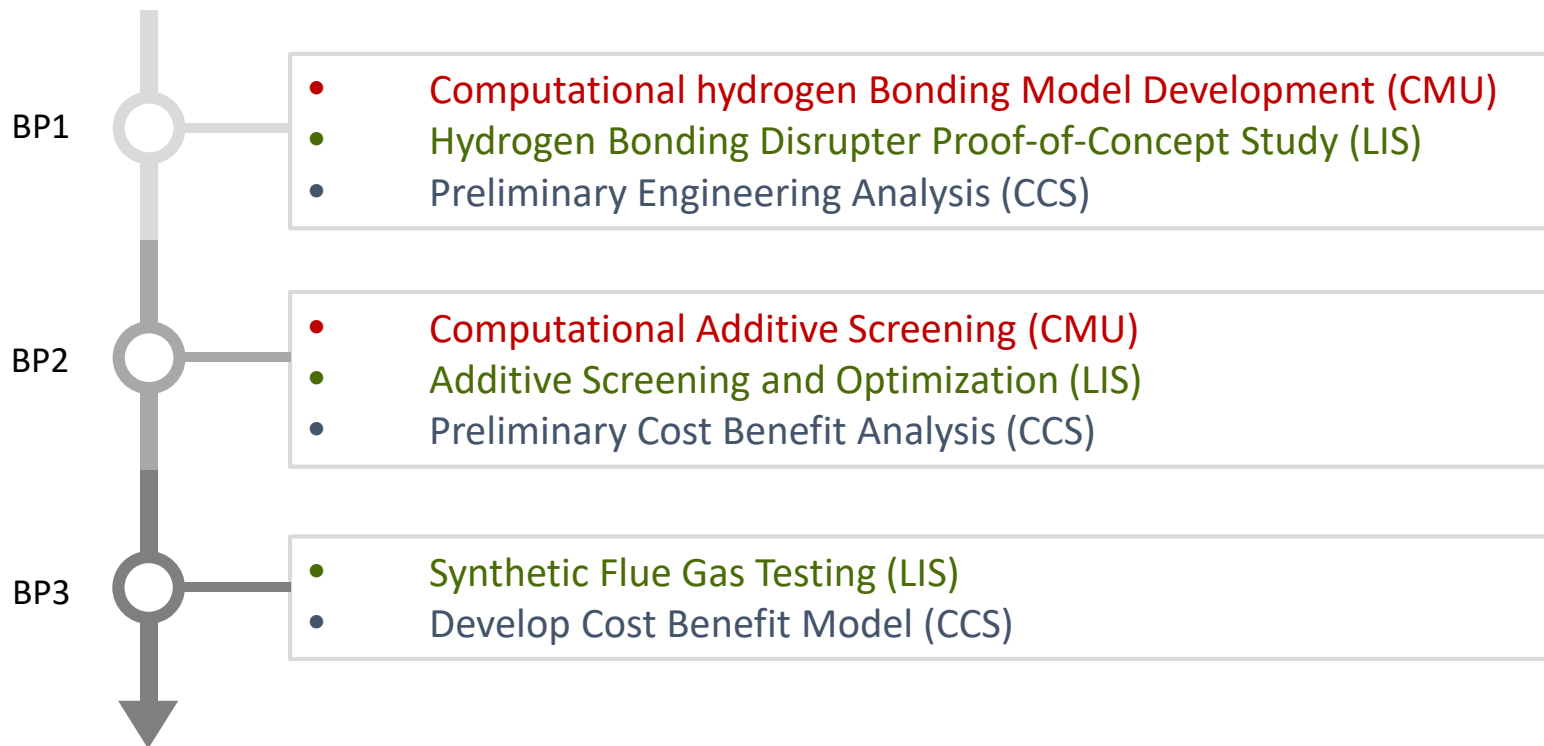 BP1
• Computational hydrogen Bonding Model Development (CMU)
• Hydrogen Bonding Disrupter Proof-of-Concept Study (LIS)
• Preliminary Engineering Analysis (CCS)
BP2
• Computational Additive Screening (CMU)
• Additive Screening and Optimization (LIS)
• Preliminary Cost Benefit Analysis (CCS)
BP3
• Synthetic Flue Gas Testing (LIS)
• Develop Cost Benefit Model (CCS)